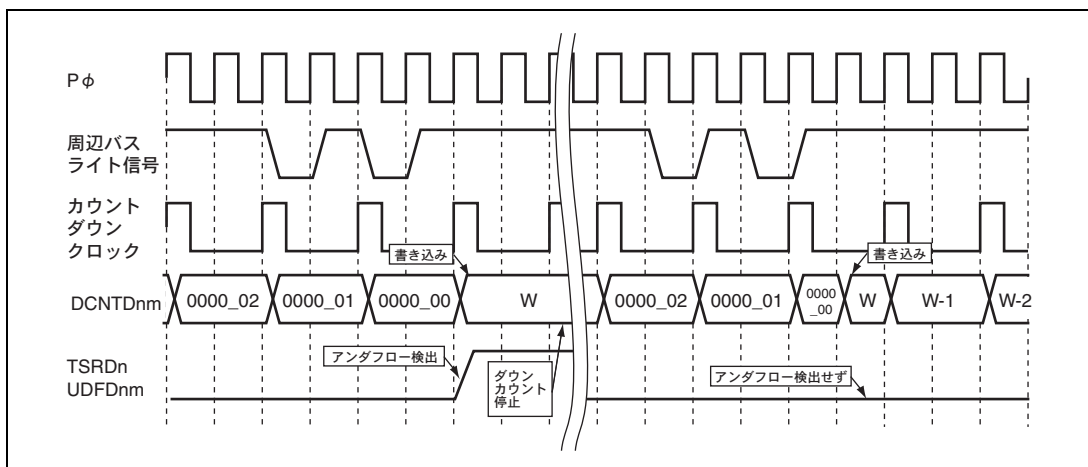 Pφ
周辺バス
ライト信号
カウント
ダウン
クロック
書き込み
書き込み
DCNTDnm
0000_02
0000_01
0000_00
W
0000_02
0000_01
0000
_00
W
W-1
W-2
TSRDn
UDFDnm
アンダフロー検出
ダウン
カウント
停止
アンダフロー検出せず